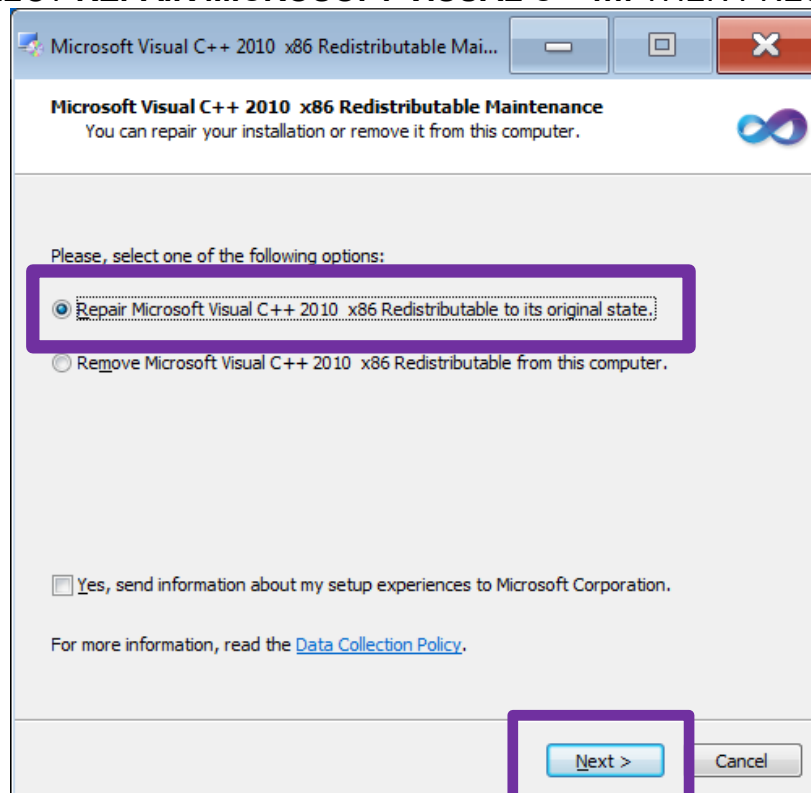 REPAIR MICROSOFT VISUAL C++
Microsoft Visual C++ 2010 x86 Redistributable Mai...
Microsoft Visual C++ 2010 x86 Redistributable Maintenance
You can repair your installation or remove it from this computer.
Please, select one of the following options:
Repair Microsoft Visual C++ 2010 x86 Redistributable to its original state.
Remove Microsoft Visual C++ 2010 x86 Redistributable from this computer.
Yes, send information about my setup experiences to Microsoft Corporation.
For more information, read the Data Collection Policy.
Next >
Cancel